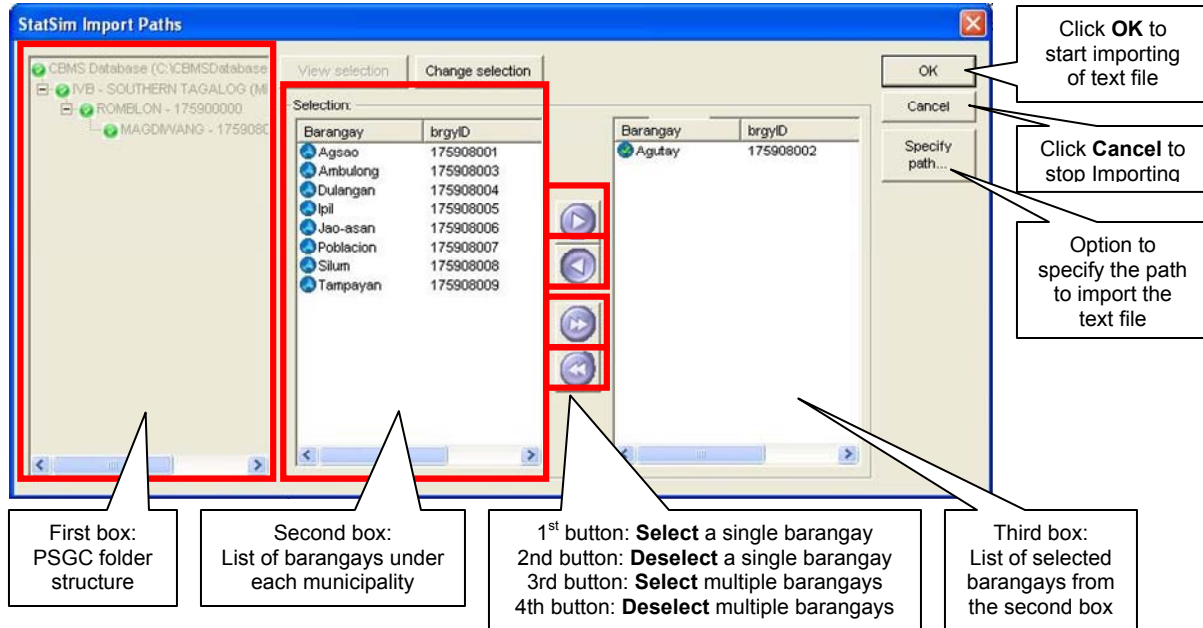 StatSim Import Paths
CBMS Database (C:\CBMSDatabase
IVB - SOUTHERN TAGALOG (MI
ROMBLON - 175900000
MAGDIWANG - 175908C
View selection
Change selection
Selection:
Barangay brgyID
Agsao 175908001
Ambulong 175908003
Dulangan 175908004
Ipil 175908005
Jao-asan 175908006
Poblacion 175908007
Silum 175908008
Tampayan 175908009
Barangay brgyID
Agutay 175908002
OK
Cancel
Specify
path...
Click OK to
start importing
of text file
Click Cancel to
stop Importing
Option to
specify the path
to import the
text file
First box:
PSGC folder
structure
Second box:
List of barangays under
each municipality
1st button: Select a single barangay
2nd button: Deselect a single barangay
3rd button: Select multiple barangays
4th button: Deselect multiple barangays
Third box:
List of selected
barangays from
the second box